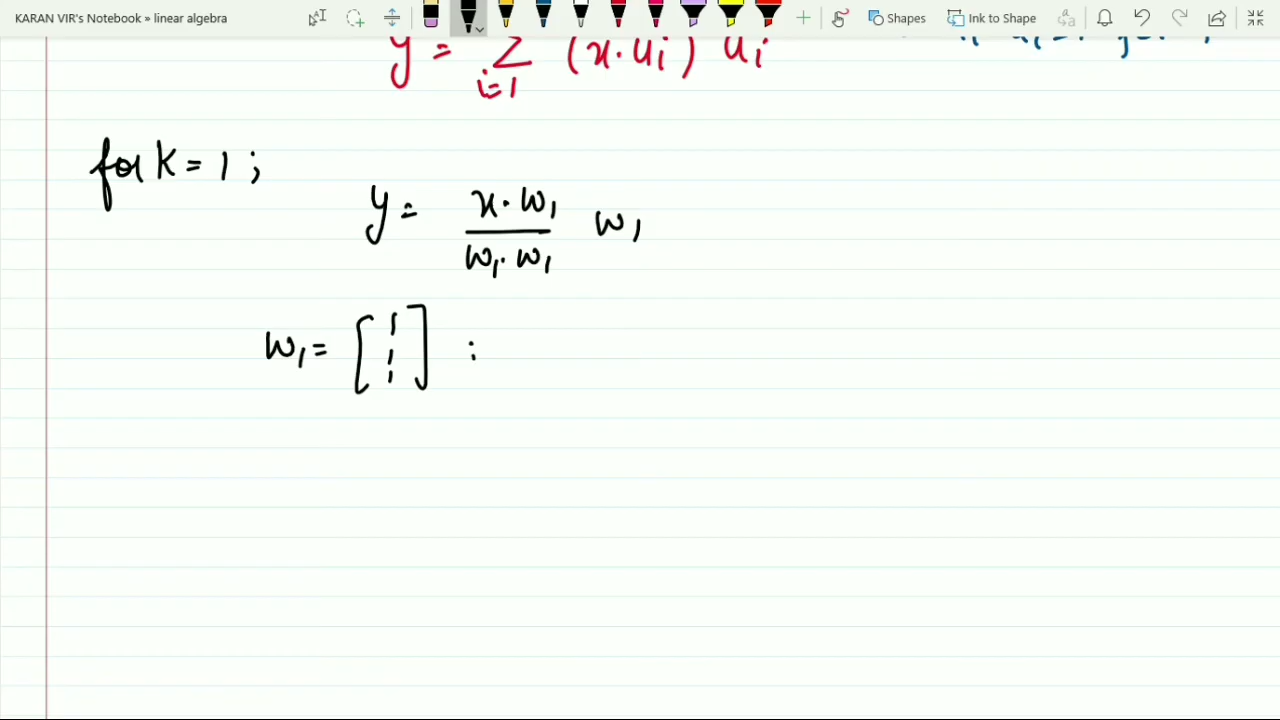 KARAN VIR's Notebook » linear algebra
Shapes
Ink to Shape
y = Σ (x·ui) ui
i=1
for k = 1 ;
y = x·w₁ / w₁·w₁ w₁
w₁ = [1 1 1] :